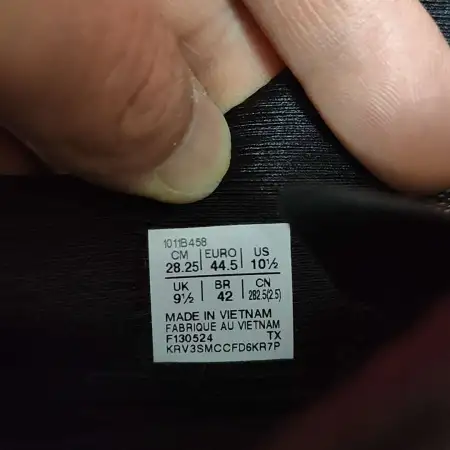 1011B458
CM EURO US
28.25 44.5 10½
UK BR CN
9½ 42 282.5(2.5)
MADE IN VIETNAM
FABRIQUE AU VIETNAM
F130524 TX
KRV3SMCCFD6KR7P